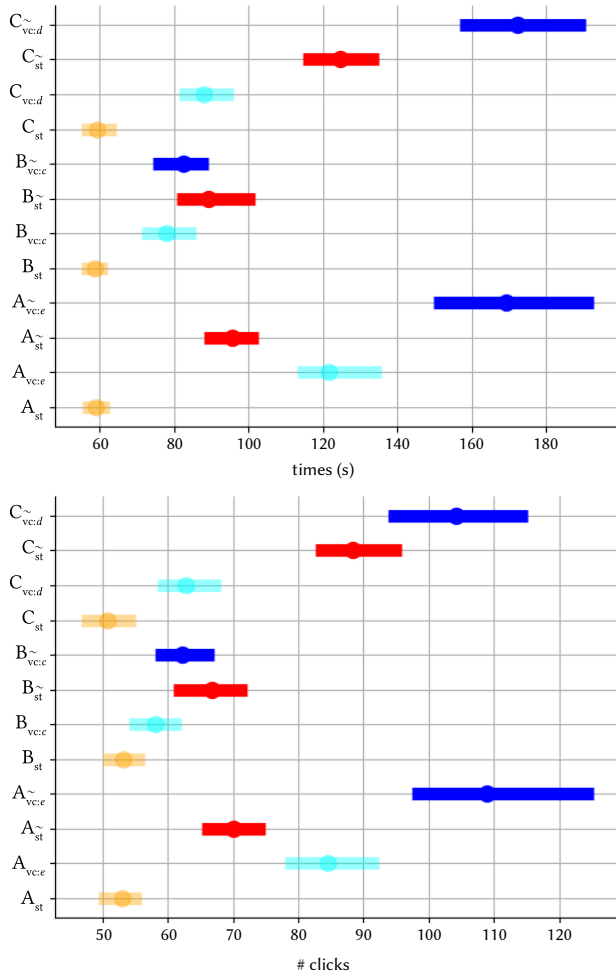 C~vc:d
C~st
Cvc:d
Cst
B~vc:c
B~st
Bvc:c
Bst
A~vc:e
A~st
Avc:e
Ast
60 80 100 120 140 160 180
times (s)
C~vc:d
C~st
Cvc:d
Cst
B~vc:c
B~st
Bvc:c
Bst
A~vc:e
A~st
Avc:e
Ast
50 60 70 80 90 100 110 120
# clicks